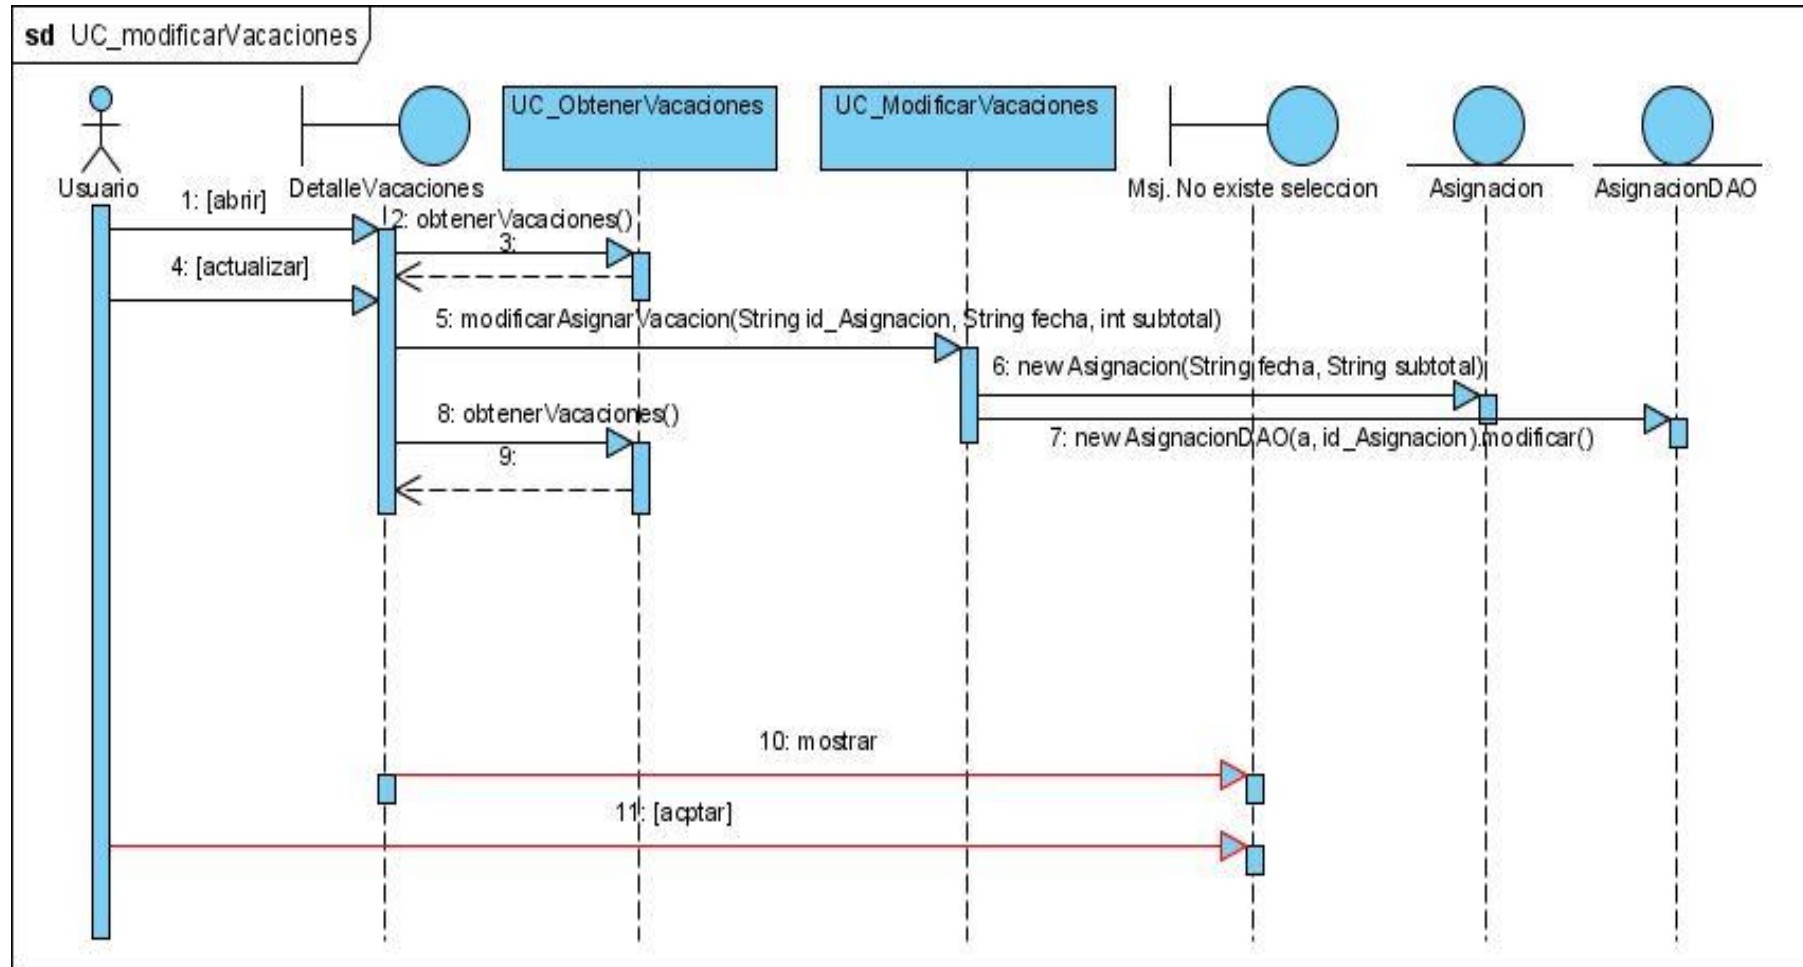 sd UC_modificarVacaciones
UC_ObtenerVacaciones
UC_ModificarVacaciones
Usuario
DetalleVacaciones
Msj. No existe seleccion
Asignacion
AsignacionDAO
1: [abrir]
2: obtenerVacaciones()
3:
4: [actualizar]
5: modificarAsignarVacacion(String id_Asignacion, String fecha, int subtotal)
6: new Asignacion(String fecha, String subtotal)
8: obtenerVacaciones()
7: new AsignacionDAO(a, id_Asignacion).modificar()
9:
10: mostrar
11: [acptar]